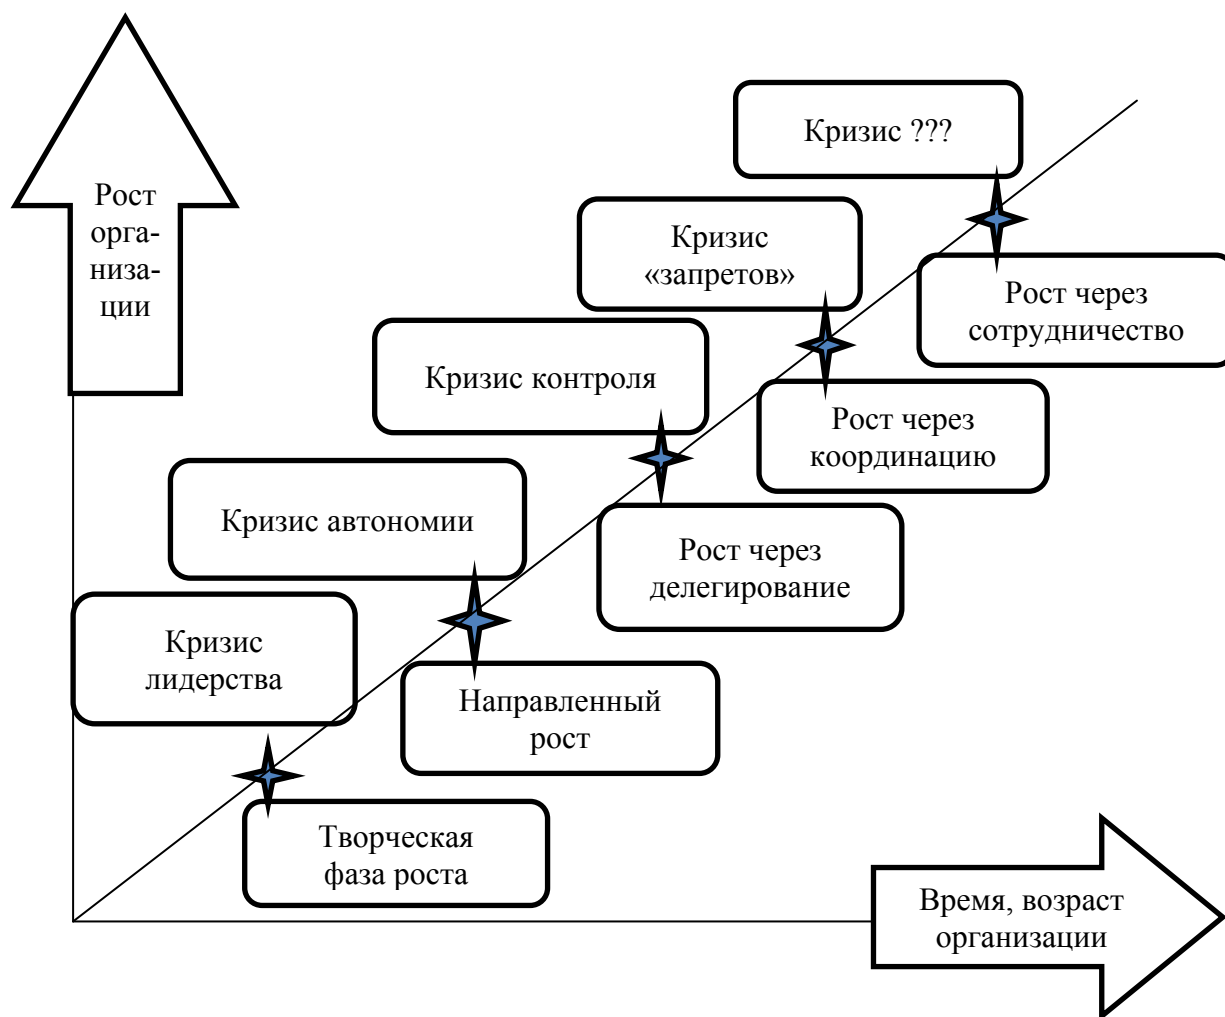 Кризис ???
Рост
орга-
низа-
ции
Кризис
«запретов»
Рост через
сотрудничество
Кризис контроля
Рост через
координацию
Кризис автономии
Рост через
делегирование
Кризис
лидерства
Направленный
рост
Творческая
фаза роста
Время, возраст
организации